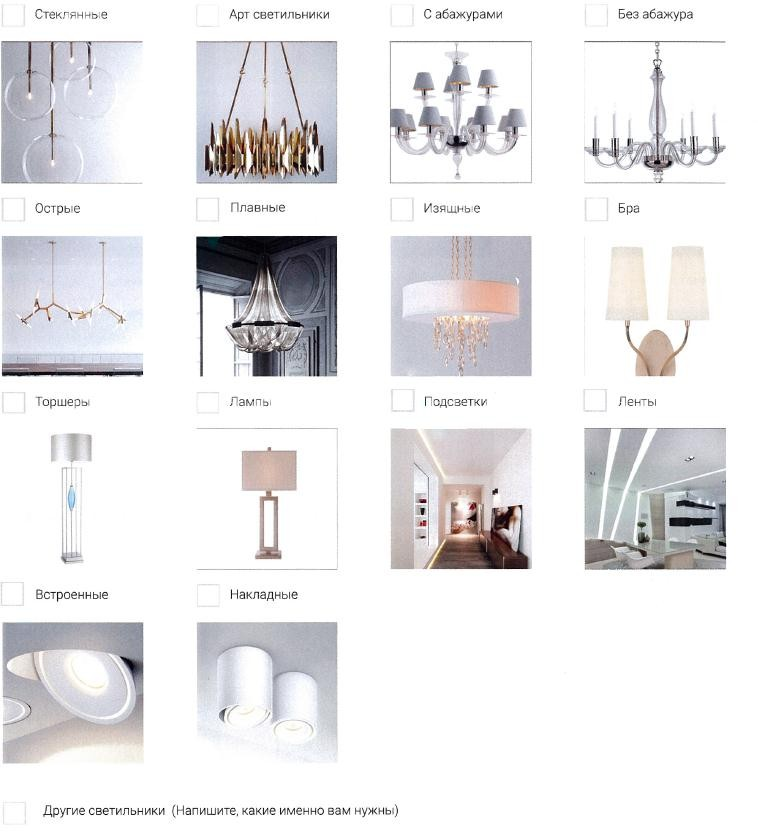 Стеклянные
Арт светильники
С абажурами
Без абажура
Острые
Плавные
Изящные
Бра
Торшеры
Лампы
Подсветки
Ленты
Встроенные
Накладные
Другие светильники (Напишите, какие именно вам нужны)